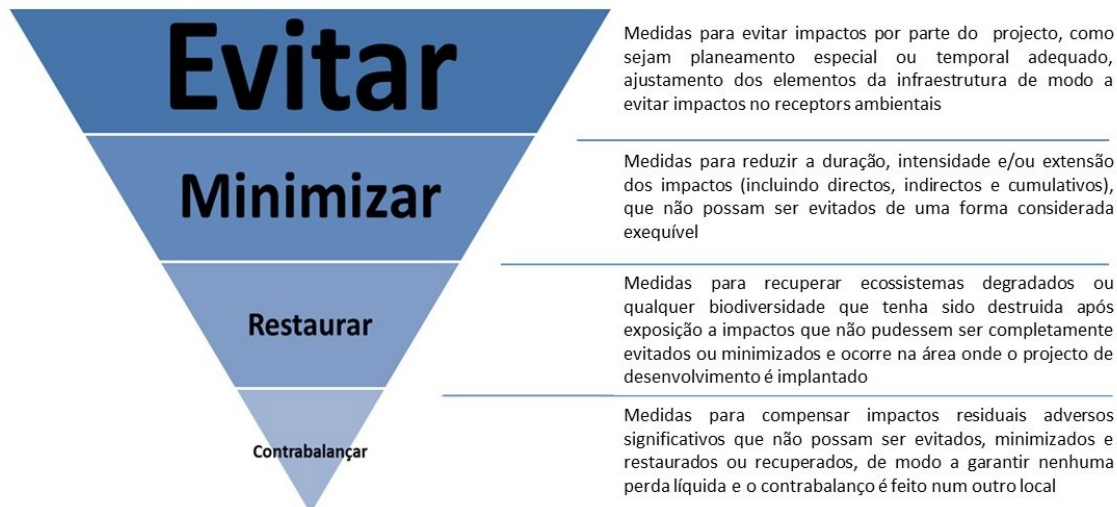 Evitar
Medidas para evitar impactos por parte do projecto, como
sejam planeamento especial ou temporal adequado,
ajustamento dos elementos da infraestrutura de modo a
evitar impactos no receptors ambientais
Minimizar
Medidas para reduzir a duração, intensidade e/ou extensão
dos impactos (incluindo directos, indirectos e cumulativos),
que não possam ser evitados de uma forma considerada
exequível
Restaurar
Medidas para recuperar ecossistemas degradados ou
qualquer biodiversidade que tenha sido destruida após
exposição a impactos que não pudessem ser completamente
evitados ou minimizados e ocorre na área onde o projecto de
desenvolvimento é implantado
Contrabalançar
Medidas para compensar impactos residuais adversos
significativos que não possam ser evitados, minimizados e
restaurados ou recuperados, de modo a garantir nenhuma
perda líquida e o contrabalanço é feito num outro local